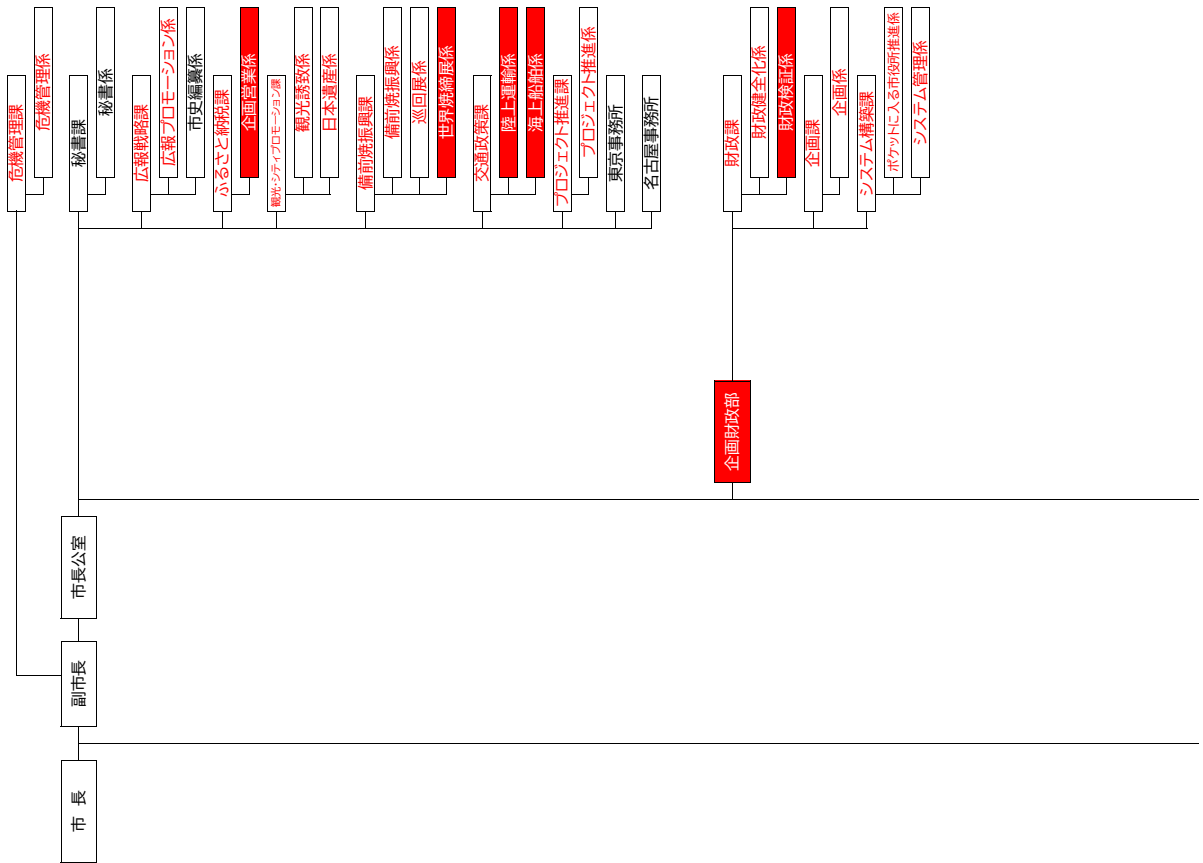 市 長
副市長
市長公室
企画財政部
危機管理課
危機管理係
秘書課
秘書係
広報戦略課
広報プロモーション係
市史編纂係
ふるさと納税課
企画営業係
観光・シティプロモーション課
観光誘致係
日本遺産係
備前焼振興課
備前焼振興係
巡回展係
世界焼締展係
交通政策課
陸上運輸係
海上船舶係
プロジェクト推進課
プロジェクト推進係
東京事務所
名古屋事務所
財政課
財政健全化係
財政検証係
企画課
企画係
システム構築課
ポケットに入る市役所推進係
システム管理係